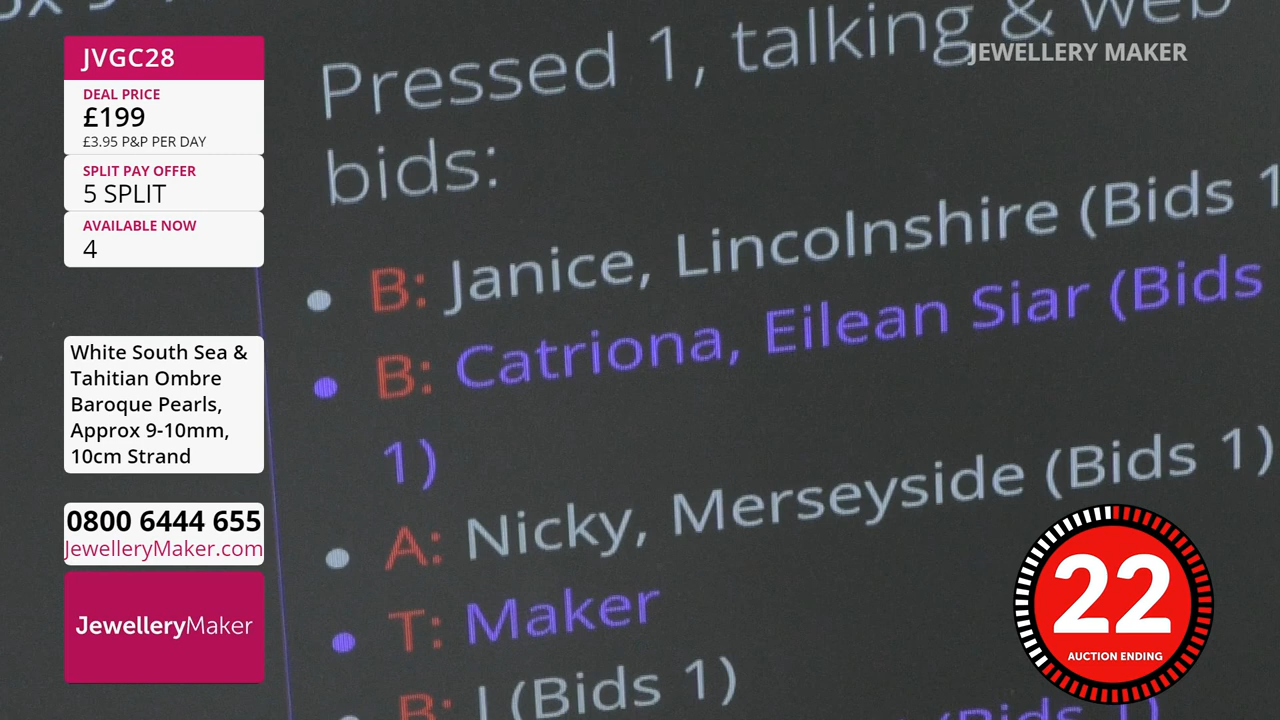 JVGC28
DEAL PRICE
£199
£3.95 P&P PER DAY
SPLIT PAY OFFER
5 SPLIT
AVAILABLE NOW
4
White South Sea &
Tahitian Ombre
Baroque Pearls,
Approx 9-10mm,
10cm Strand
0800 6444 655
JewelleryMaker.com
JewelleryMaker
JEWELLERY MAKER
Pressed 1, talking & web
bids:
• B: Janice, Lincolnshire (Bids 1
• B: Catriona, Eilean Siar (Bids
1)
• A: Nicky, Merseyside (Bids 1)
• T: Maker
• B: J (Bids 1)
(Bids 1)
22
AUCTION ENDING